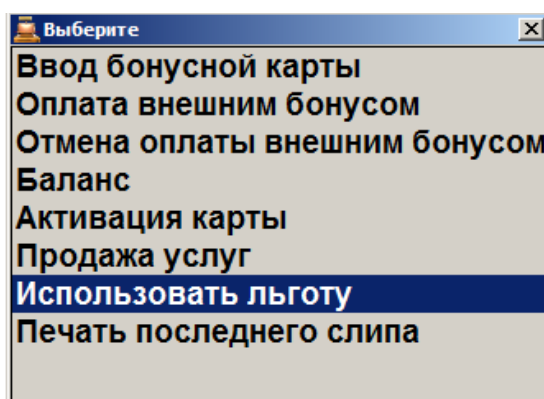 Выберите
Ввод бонусной карты
Оплата внешним бонусом
Отмена оплаты внешним бонусом
Баланс
Активация карты
Продажа услуг
Использовать льготу
Печать последнего слипа